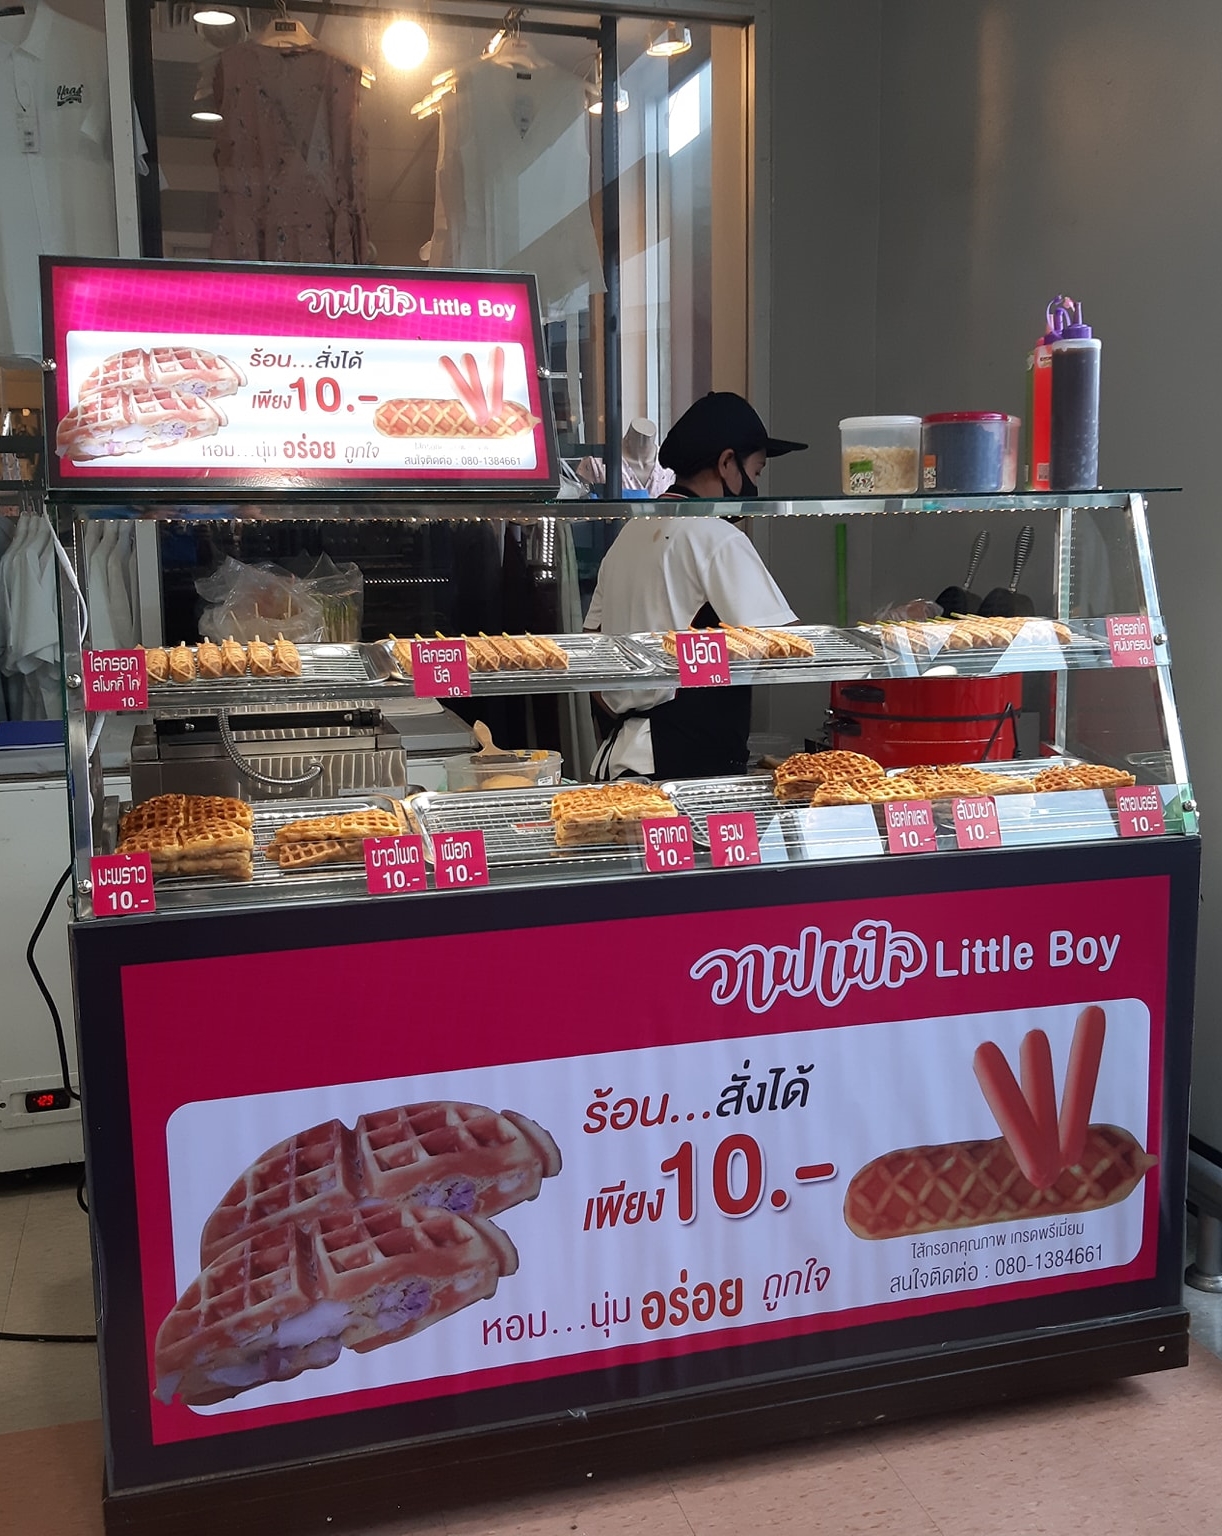 วาฟเฟิล Little Boy
ร้อน...สั่งได้
เพียง 10.-
หอม...นุ่ม อร่อย ถูกใจ
สนใจติดต่อ : 080-1384661
ไส้กรอก
สโมกกี้ ไก่
10.-
ไส้กรอก
ชีส
10.-
ปูอัด
10.-
ไส้กรอกไก่
หนังกรอบ
10.-
มะพร้าว
10.-
ข้าวโพด
10.-
เผือก
10.-
ลูกเกด
10.-
รวม
10.-
ช็อคโกแลต
10.-
สังขยา
10.-
สตอเบอร์รี่
10.-
วาฟเฟิล Little Boy
ร้อน...สั่งได้
เพียง 10.-
หอม...นุ่ม อร่อย ถูกใจ
ไส้กรอกคุณภาพ เกรดพรีเมี่ยม
สนใจติดต่อ : 080-1384661